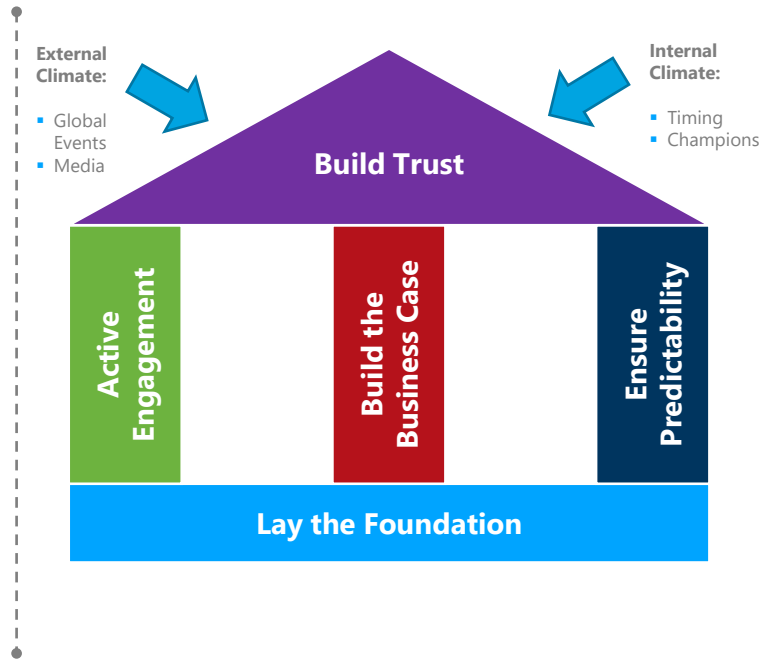 External
Climate:
▪ Global
Events
▪ Media
Internal
Climate:
▪ Timing
▪ Champions
Build Trust
Active
Engagement
Build the
Business Case
Ensure
Predictability
Lay the Foundation